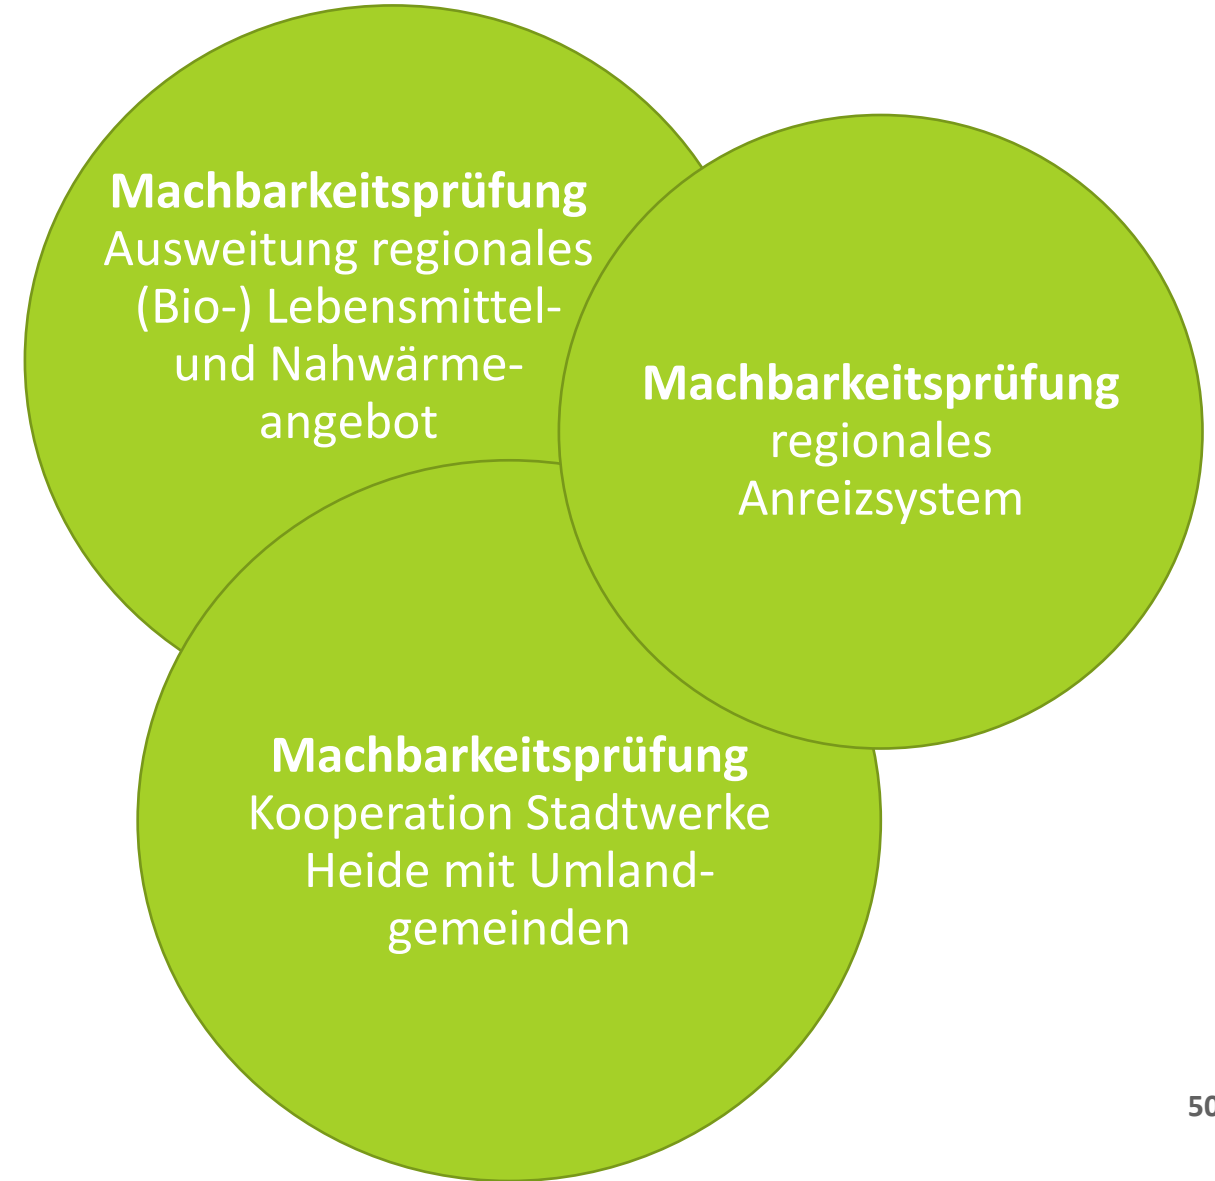 Machbarkeitsprüfung
Ausweitung regionales
(Bio-) Lebensmittel-
und Nahwärme-
angebot
Machbarkeitsprüfung
regionales
Anreizsystem
Machbarkeitsprüfung
Kooperation Stadtwerke
Heide mit Umland-
gemeinden
50